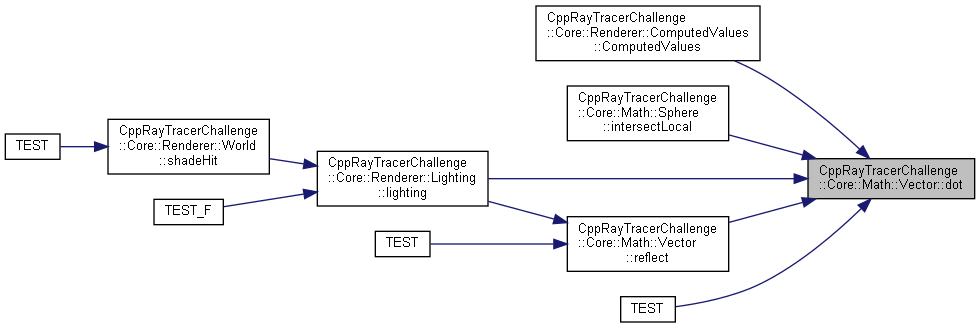 CppRayTracerChallenge
::Core::Renderer::ComputedValues
::ComputedValues
CppRayTracerChallenge
::Core::Math::Sphere
::intersectLocal
TEST
CppRayTracerChallenge
::Core::Renderer::World
::shadeHit
CppRayTracerChallenge
::Core::Renderer::Lighting
::lighting
CppRayTracerChallenge
::Core::Math::Vector::dot
TEST_F
TEST
CppRayTracerChallenge
::Core::Math::Vector
::reflect
TEST